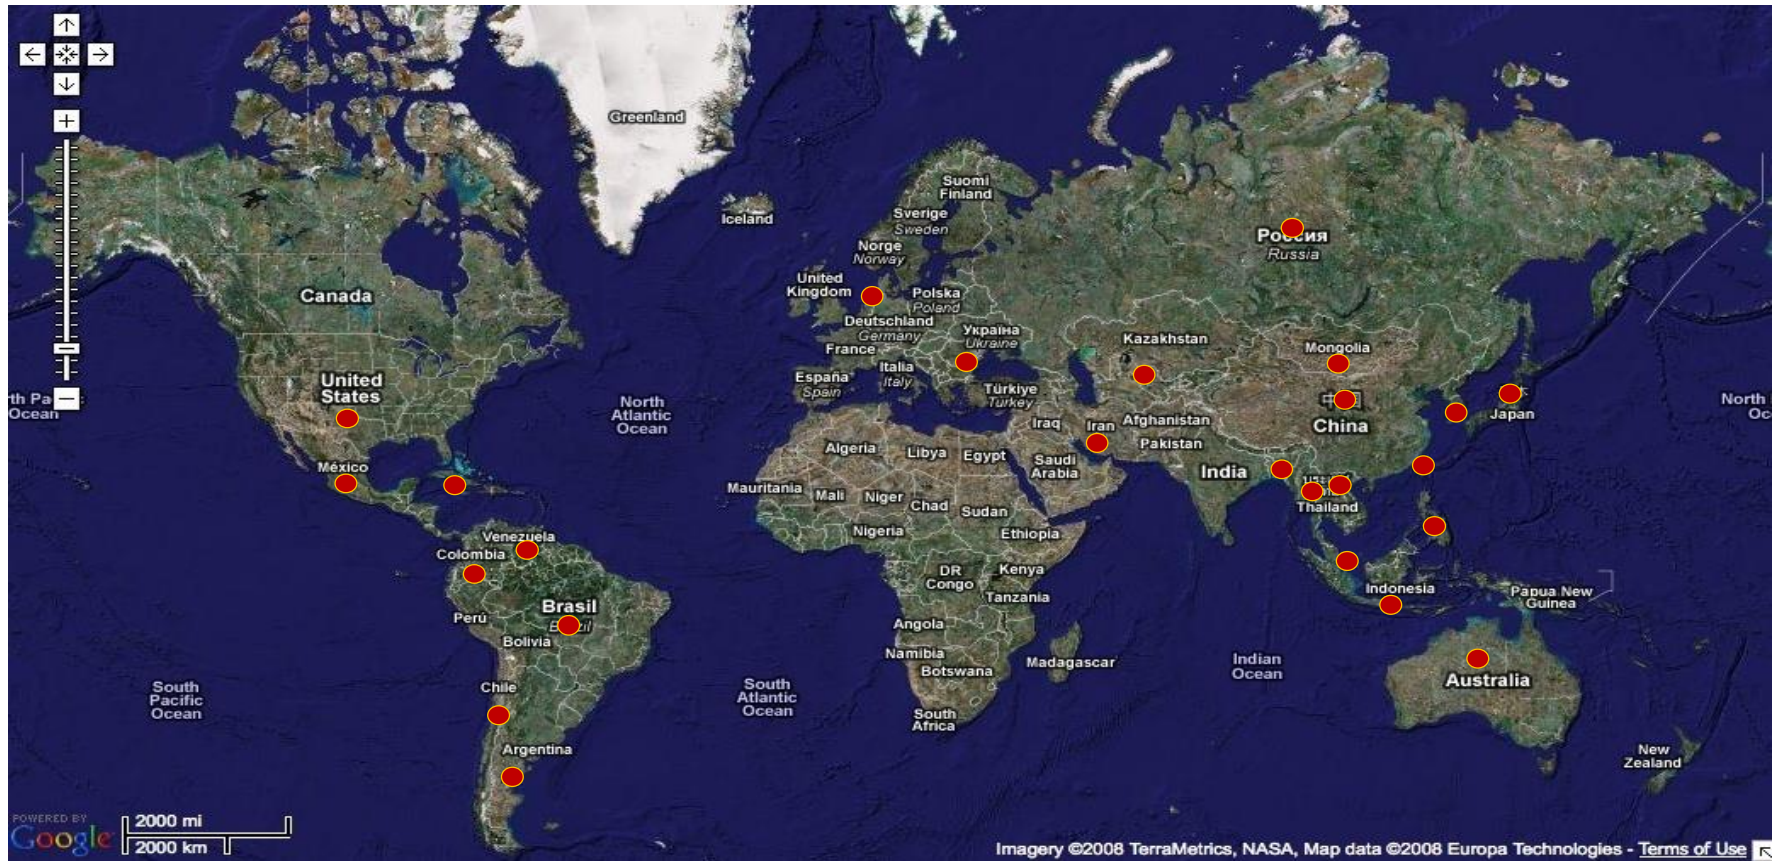 Greenland
Suomi
Finland
Iceland
Sverige
Sweden
Norge
Norway
Россия
Russia
United
Kingdom
Polska
Poland
Canada
Deutschland
Germany
Україна
Ukraine
France
Kazakhstan
Mongolia
Italia
Italy
España
Spain
Türkiye
Turkey
United
States
North
Atlantic
Ocean
Ocean
中国
China
Japan
North
Iraq
Iran
Afghanistan
Pakistan
Algeria
Libya
Egypt
Saudi
Arabia
India
México
Mauritania
Mali
Niger
Chad
Sudan
Thailand
Nigeria
Ethiopia
Venezuela
Colombia
DR
Congo
Kenya
Tanzania
Indonesia
Papua New
Guinea
Brasil
Perú
Bolivia
Angola
Namibia
Botswana
Madagascar
Indian
Ocean
Australia
South
Pacific
Ocean
Chile
South
Atlantic
Ocean
South
Africa
Argentina
New
Zealand
POWERED BY
Google
2000 mi
2000 km
Imagery ©2008 TerraMetrics, NASA, Map data ©2008 Europa Technologies - Terms of Use